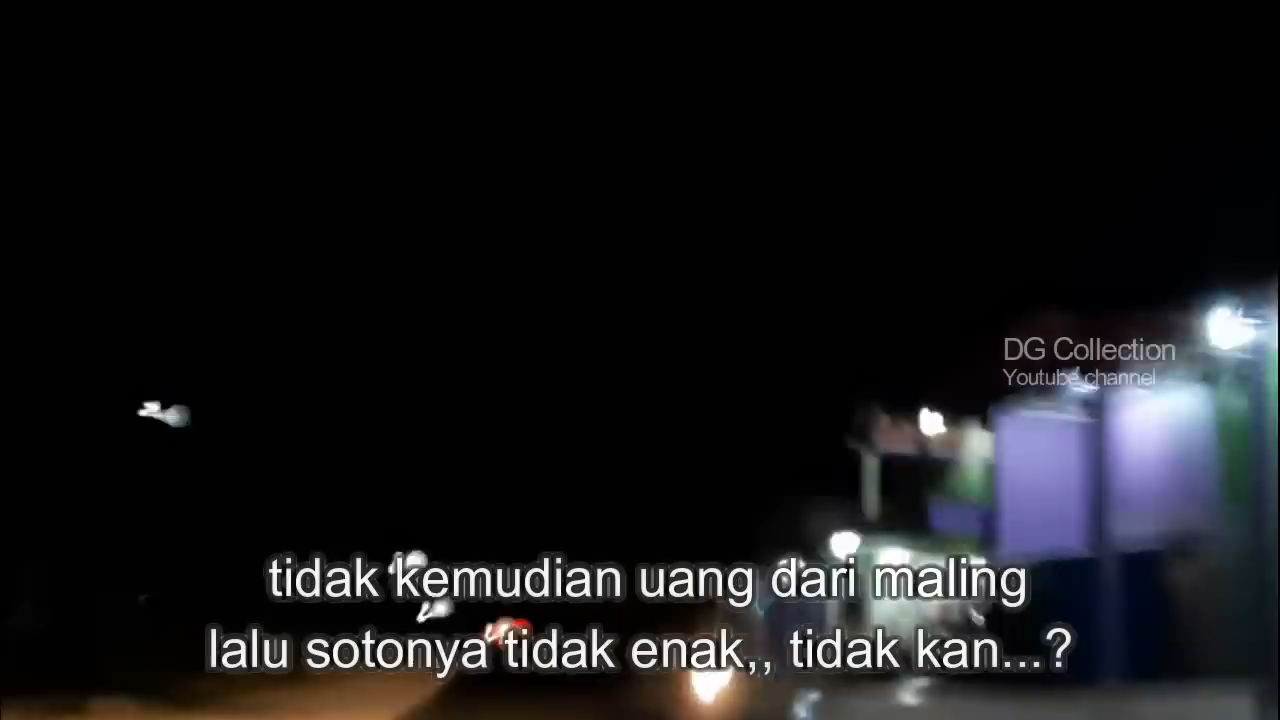 DG Collection
Youtube channel
tidak kemudian uang dari maling
lalu sotonya tidak enak,, tidak kan...?